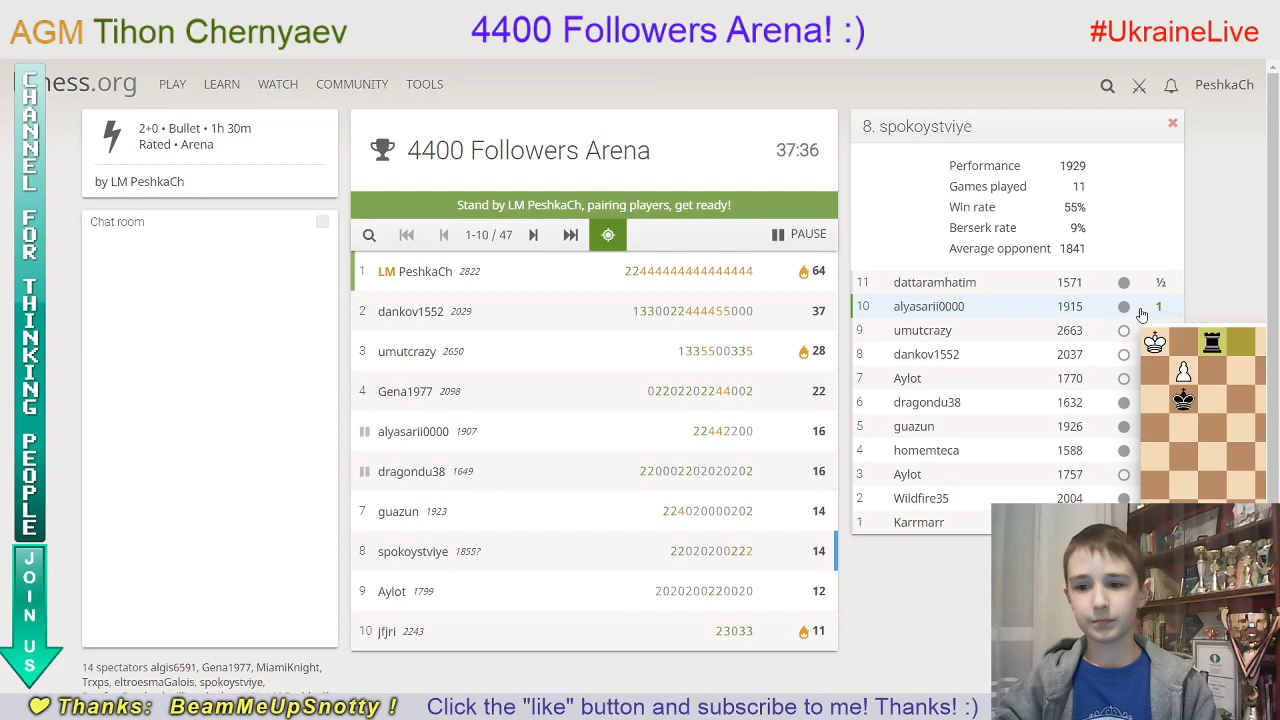 AGM Tihon Chernyaev
4400 Followers Arena! :)
#UkraineLive
CHANNEL FOR THINKING PEOPLE
JOIN US
hess.org
PLAY LEARN WATCH COMMUNITY TOOLS
PeshkaCh
2+0 • Bullet • 1h 30m
Rated • Arena
by LM PeshkaCh
Chat room
14 spectators algis6591, Gena1977, MiamiKnight,
Trxps, eltroesmaGalois, spokoystviye,
4400 Followers Arena 37:36
Stand by LM PeshkaCh, pairing players, get ready!
1-10 / 47 PAUSE
1 LM PeshkaCh 2822 22444444444444444 64
2 dankov1552 2029 1330022444455000 37
3 umutcrazy 2650 1335500335 28
4 Gena1977 2098 0220202244002 22
alyasarii0000 1907 22442200 16
dragondu38 1649 220002202020202 16
7 guazun 1923 224020000202 14
8 spokoystviye 1855? 22020200222 14
9 Aylot 1799 2020200220020 12
10 jfjri 2243 23033 11
8. spokoystviye
Performance 1929
Games played 11
Win rate 55%
Berserk rate 9%
Average opponent 1841
11 dattaramhatim 1571 ½
10 alyasarii0000 1915 1
9 umutcrazy 2663
8 dankov1552 2037
7 Aylot 1770
6 dragondu38 1632
5 guazun 1926
4 homemteca 1588
3 Aylot 1757
2 Wildfire35 2004
1 Karrmarr
Thanks: BeamMeUpSnotty !
Click the "like" button and subscribe to me! Thanks! :)